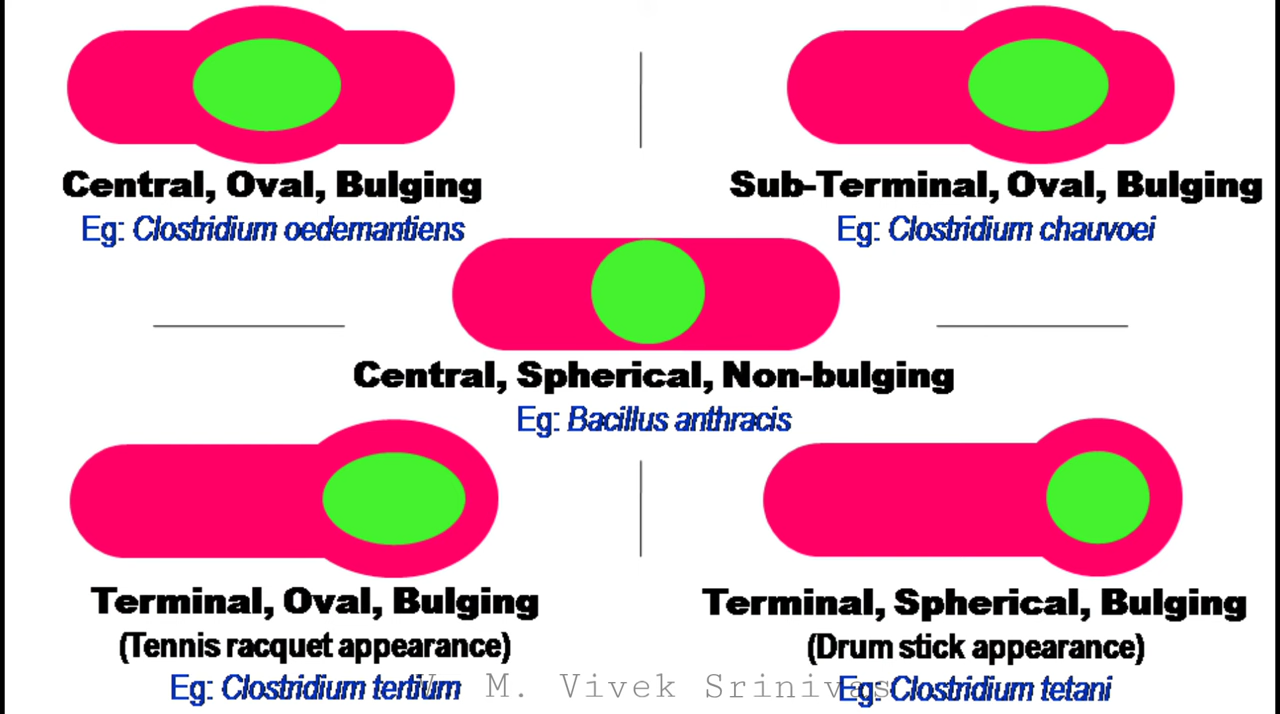 Central, Oval, Bulging
Eg: Clostridium oedemantiens
Sub-Terminal, Oval, Bulging
Eg: Clostridium chauvoei
Central, Spherical, Non-bulging
Eg: Bacillus anthracis
Terminal, Oval, Bulging
(Tennis racquet appearance)
Eg: Clostridium tertium
Terminal, Spherical, Bulging
(Drum stick appearance)
Eg: Clostridium tetani
M. Vivek Srinivas